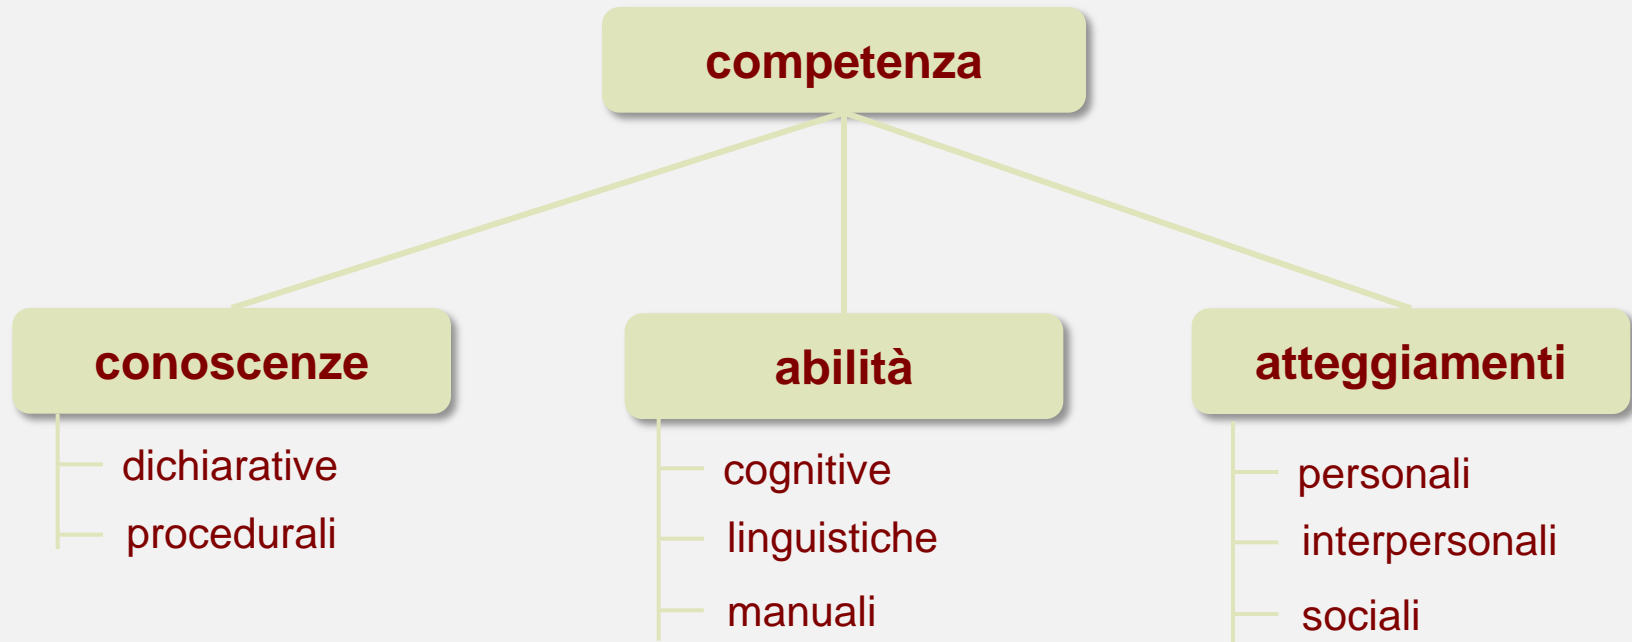 competenza
conoscenze
dichiarative
procedurali
abilità
cognitive
linguistiche
manuali
atteggiamenti
personali
interpersonali
sociali